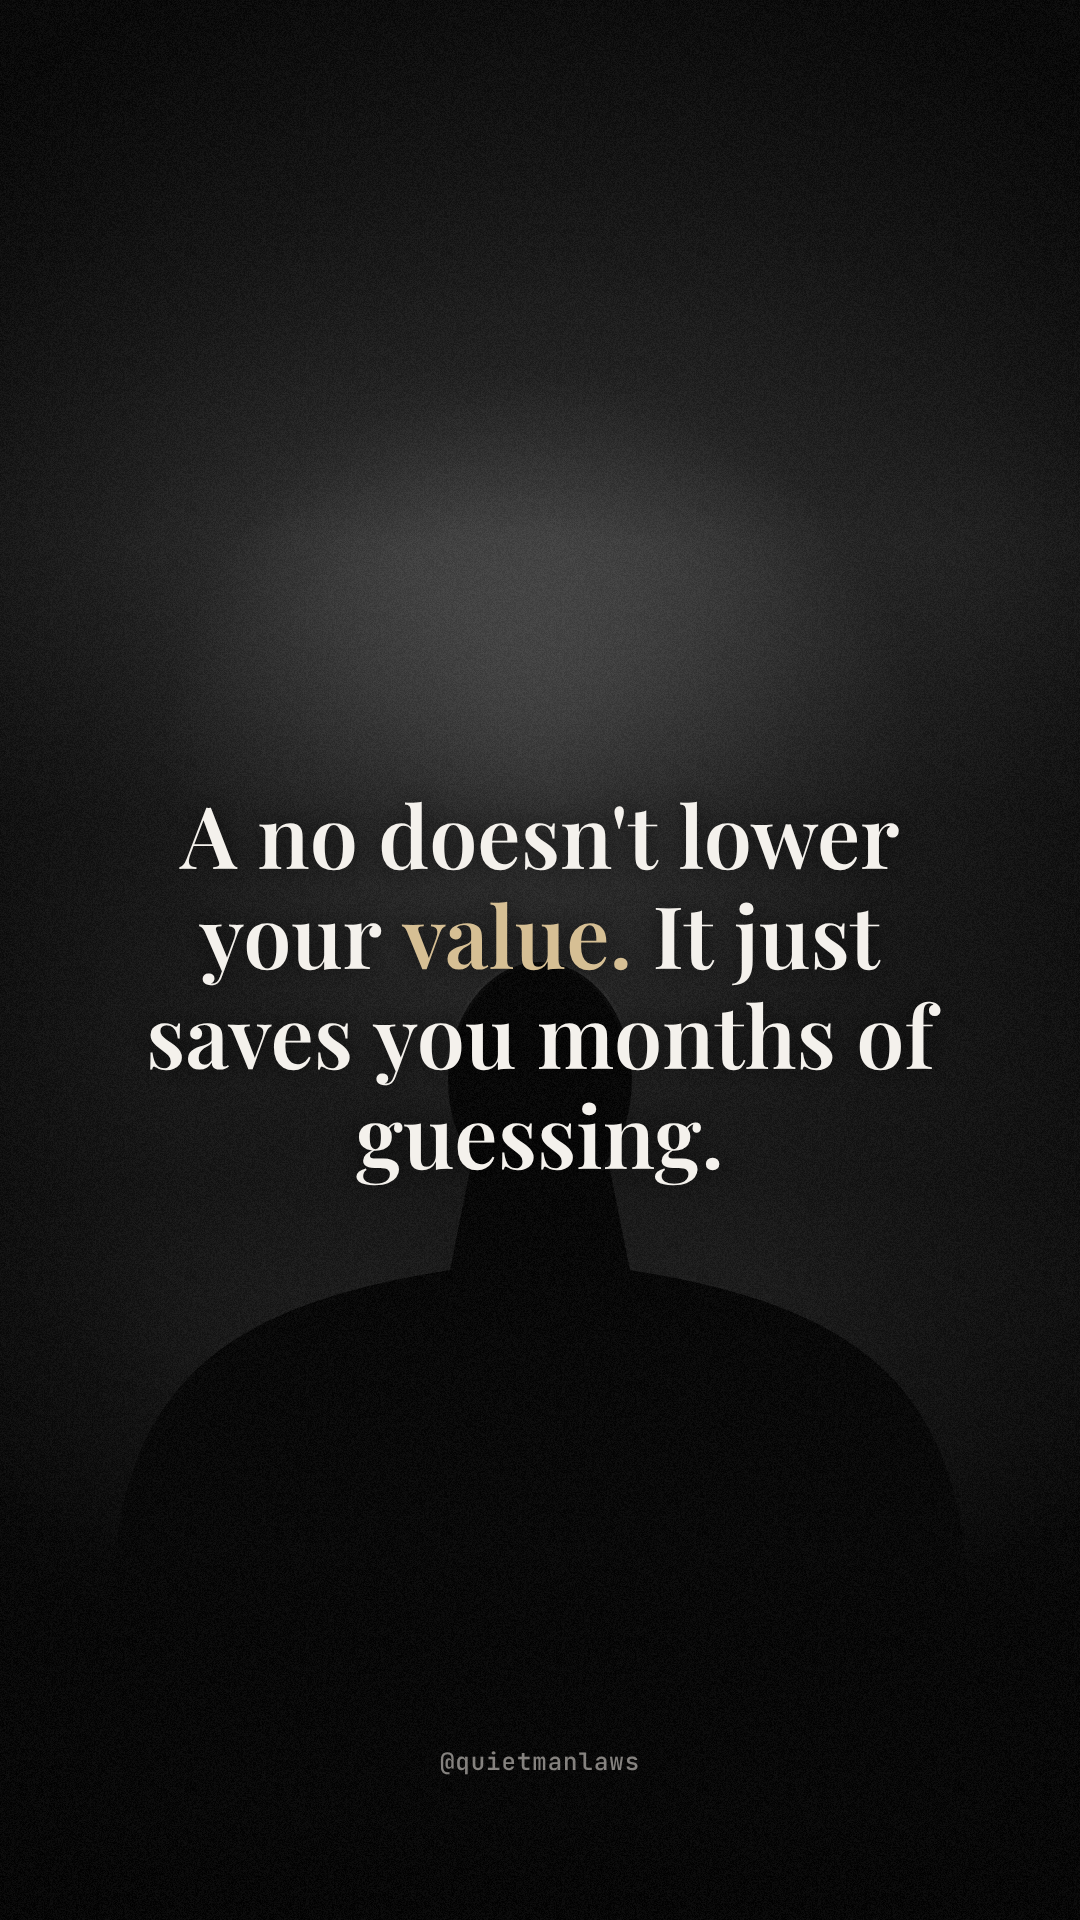 A no doesn't lower
your value. It just
saves you months of
guessing.
@quietmanlaws